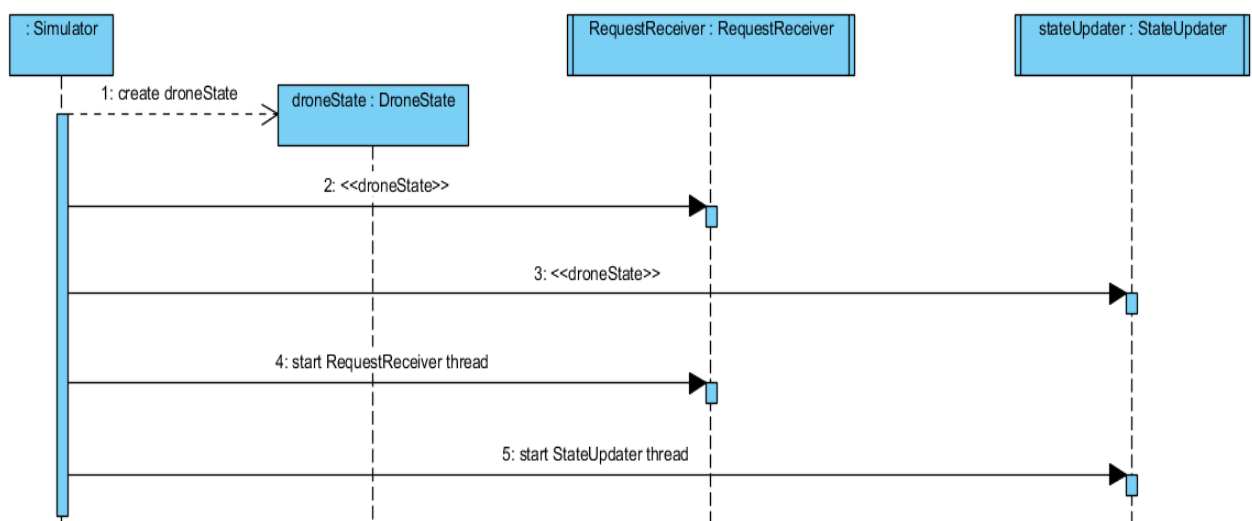 : Simulator
RequestReceiver : RequestReceiver
stateUpdater : StateUpdater
1: create droneState
droneState : DroneState
2: <<droneState>>
3: <<droneState>>
4: start RequestReceiver thread
5: start StateUpdater thread